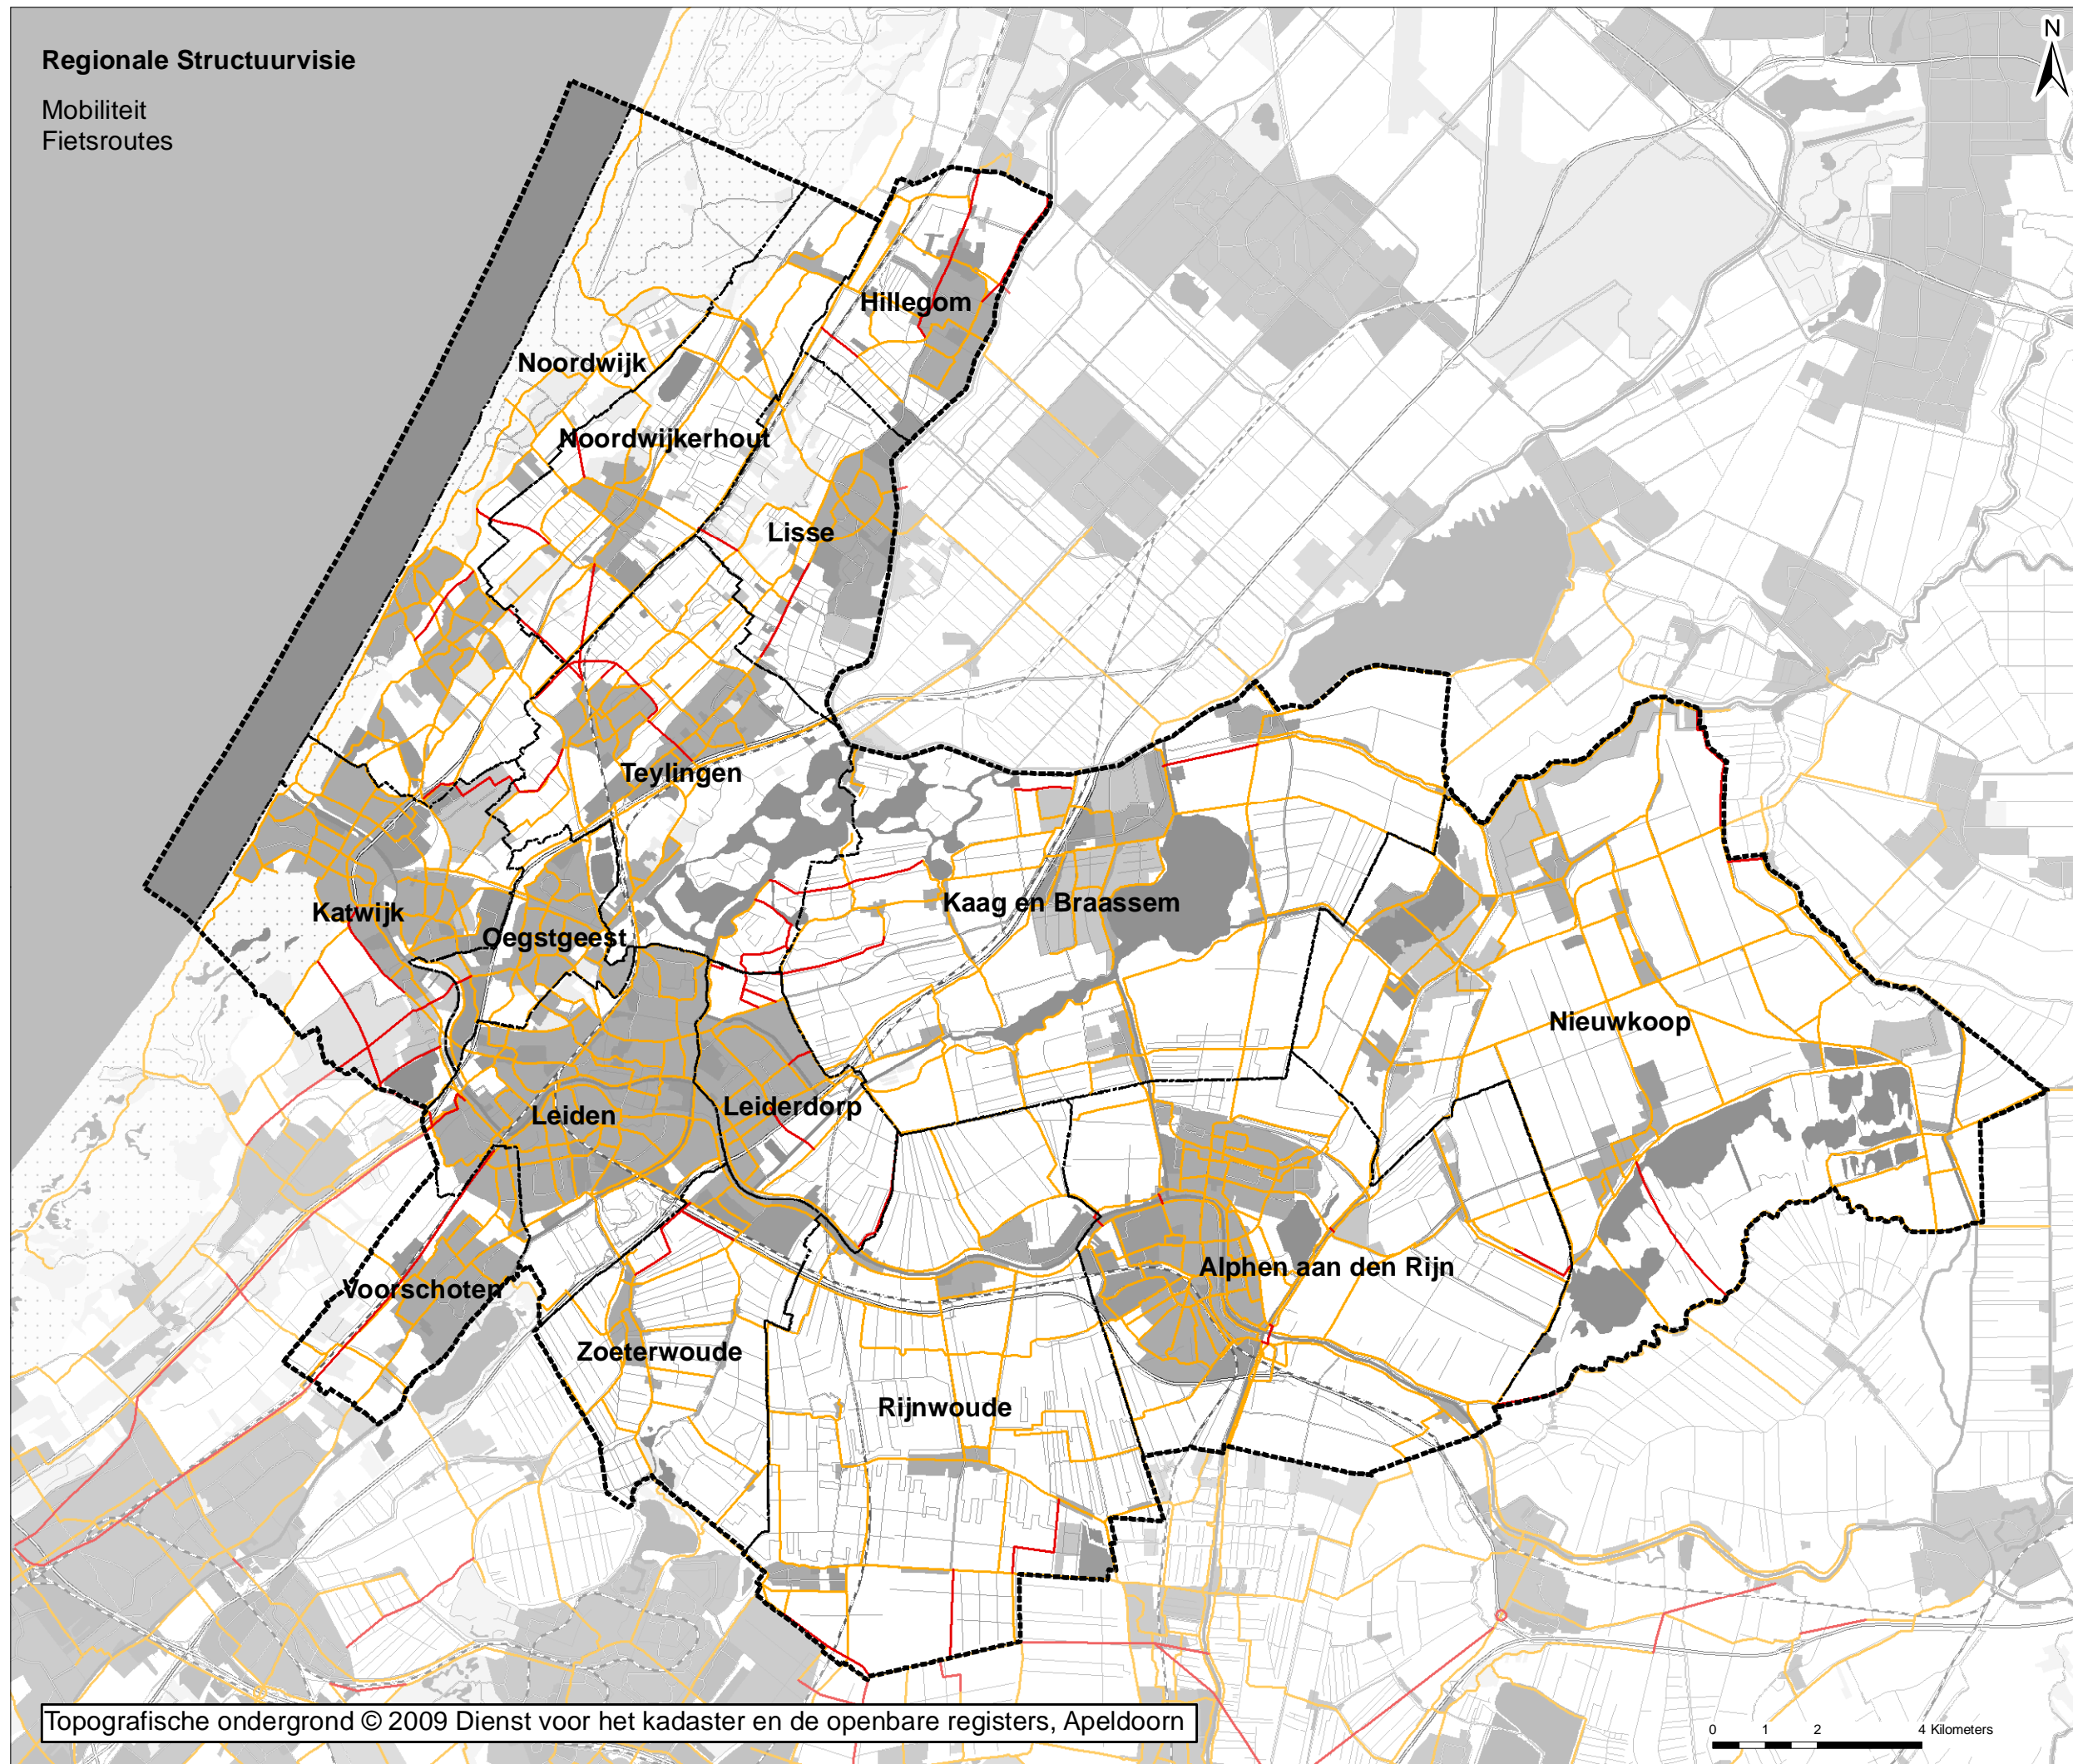 Regionale Structuurvisie
Mobiliteit
Fietsroutes
N
Hillegom
Noordwijk
Noordwijkerhout
Lisse
Teylingen
Katwijk
Kaag en Braassem
Oegstgeest
Nieuwkoop
Leiden
Leiderdorp
Alphen aan den Rijn
Voorschoten
Zoeterwoude
Rijnwoude
Topografische ondergrond © 2009 Dienst voor het kadaster en de openbare registers, Apeldoorn
0 1 2 4 Kilometers